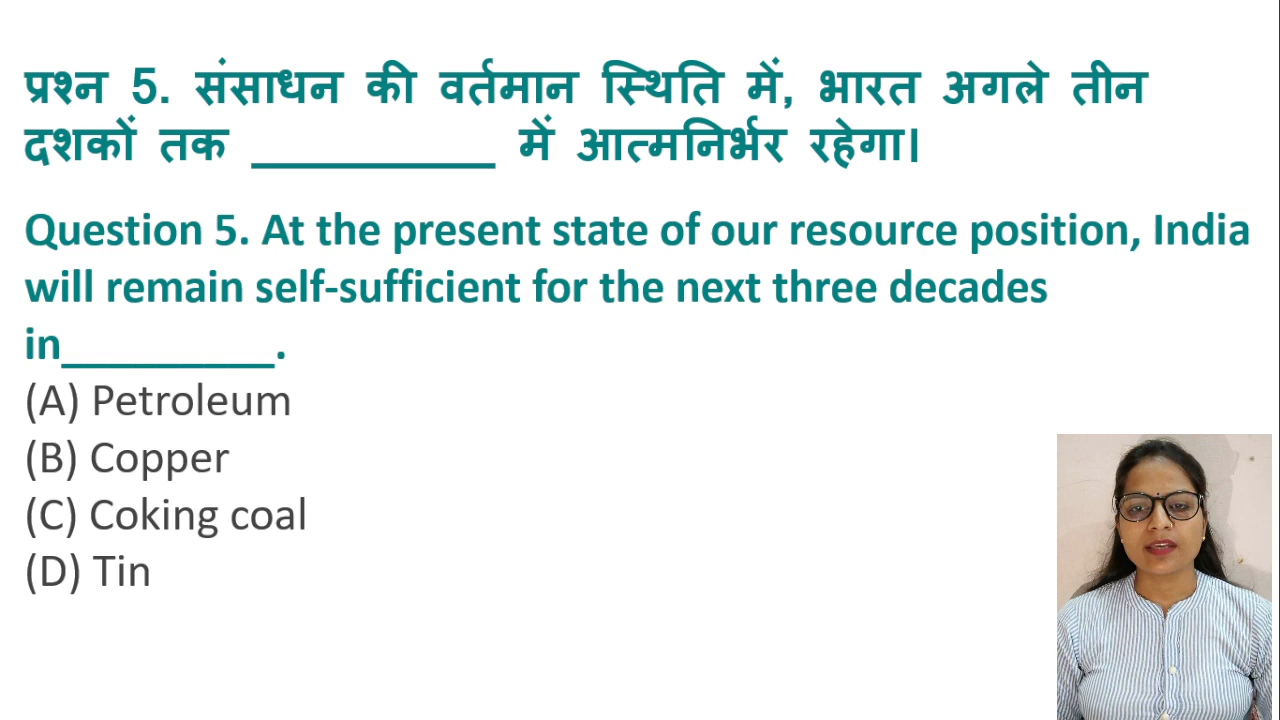 प्रश्न 5. संसाधन की वर्तमान स्थिति में, भारत अगले तीन
दशकों तक __________ में आत्मनिर्भर रहेगा।
Question 5. At the present state of our resource position, India
will remain self-sufficient for the next three decades
in_________.
(A) Petroleum
(B) Copper
(C) Coking coal
(D) Tin